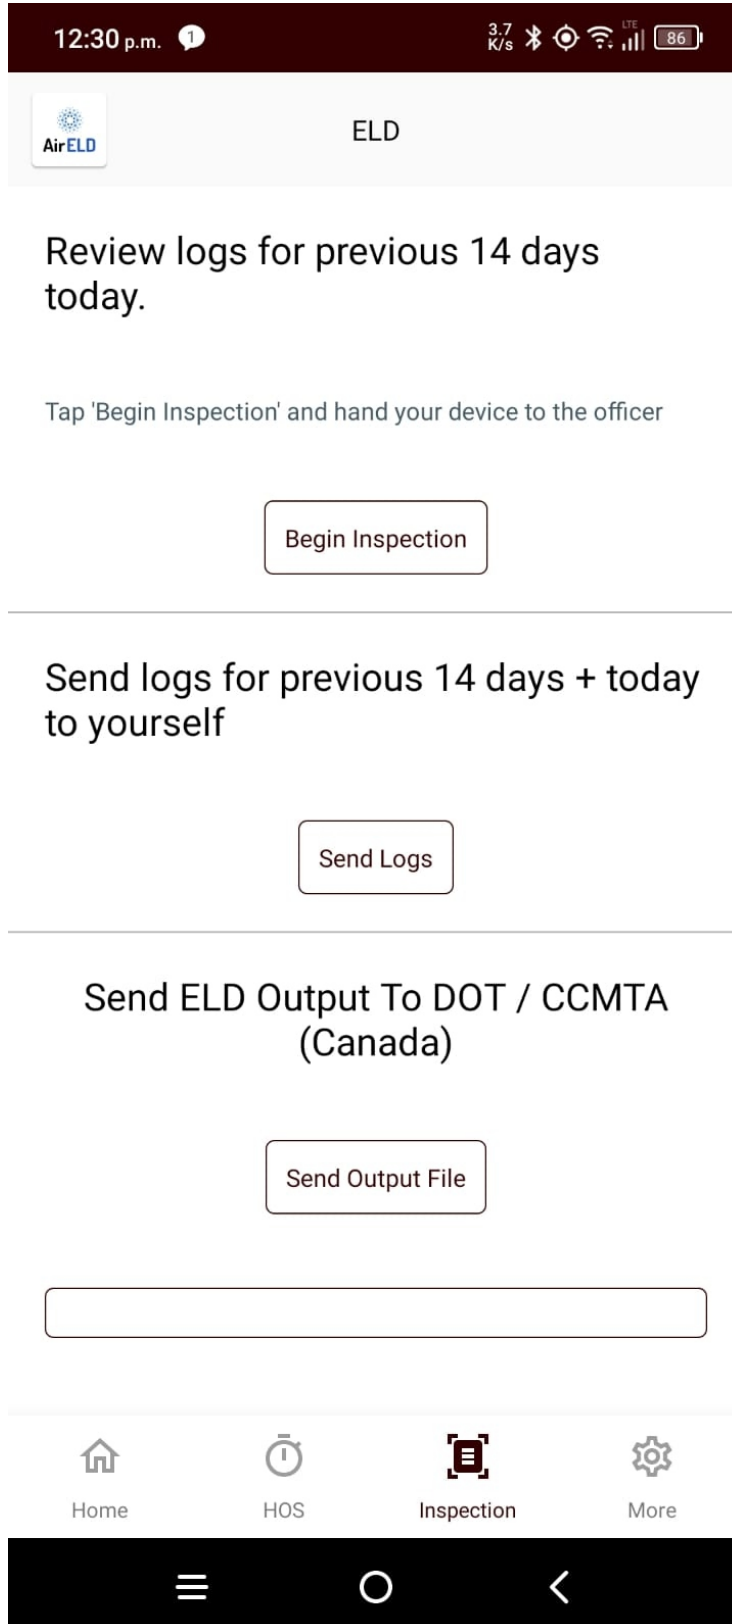 12:30 p.m. 1 3.7 K/s LTE 86
AirELD
ELD
Review logs for previous 14 days
today.
Tap 'Begin Inspection' and hand your device to the officer
Begin Inspection
Send logs for previous 14 days + today
to yourself
Send Logs
Send ELD Output To DOT / CCMTA
(Canada)
Send Output File
Home HOS Inspection More